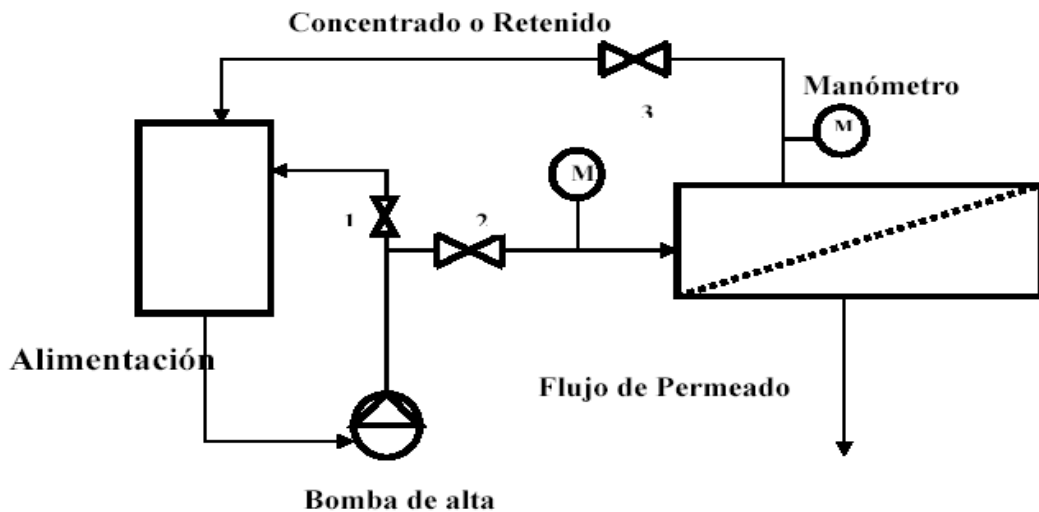 Concentrado o Retenido
Manómetro
3
M
M
1
2
Alimentación
Flujo de Permeado
Bomba de alta